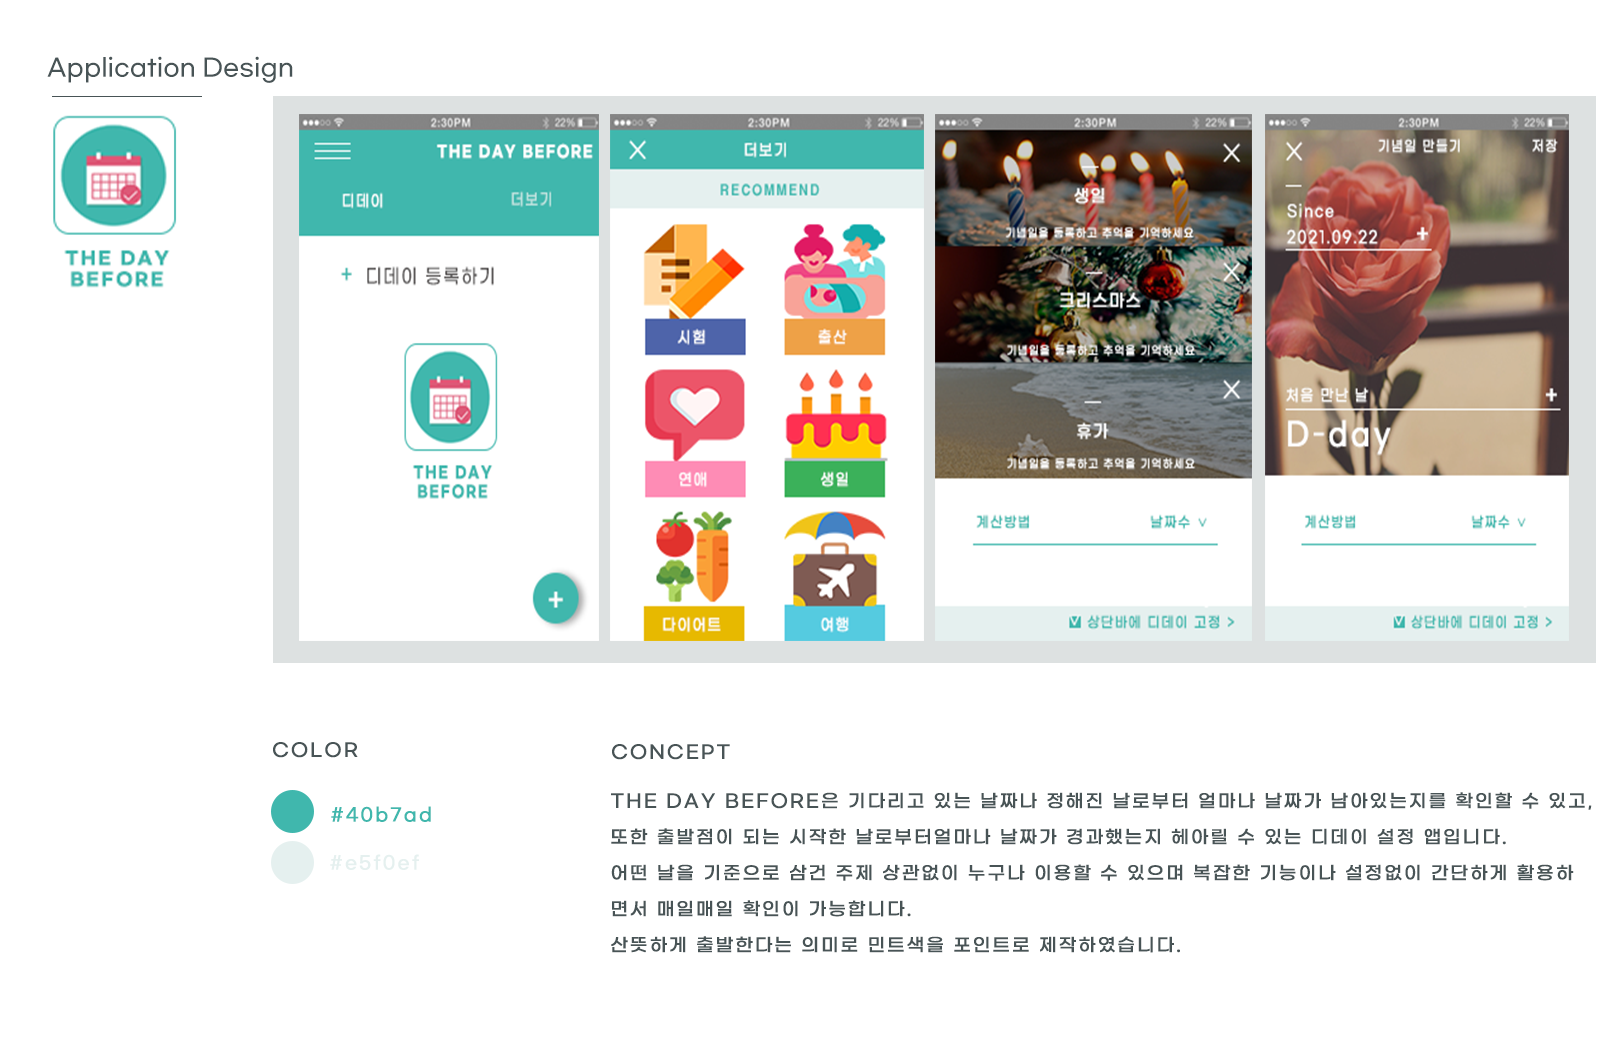 Application Design
THE DAY
BEFORE
2:30PM
22%
THE DAY BEFORE
디데이
더보기
+ 디데이 등록하기
THE DAY
BEFORE
+
2:30PM
22%
X
더보기
RECOMMEND
시험
출산
연애
생일
다이어트
여행
2:30PM
22%
X
생일
기념일을 등록하고 추억을 기억하세요
X
크리스마스
기념일을 등록하고 추억을 기억하세요
X
휴가
기념일을 등록하고 추억을 기억하세요
계산방법
날짜수 ∨
상단바에 디데이 고정 >
2:30PM
22%
X
기념일 만들기
저장
Since
2021.09.22 +
처음 만난 날 +
D-day
계산방법
날짜수 ∨
상단바에 디데이 고정 >
COLOR
#40b7ad
#e5f0ef
CONCEPT
THE DAY BEFORE은 기다리고 있는 날짜나 정해진 날로부터 얼마나 날짜가 남아있는지를 확인할 수 있고,
또한 출발점이 되는 시작한 날로부터얼마나 날짜가 경과했는지 헤아릴 수 있는 디데이 설정 앱입니다.
어떤 날을 기준으로 삼건 주제 상관없이 누구나 이용할 수 있으며 복잡한 기능이나 설정없이 간단하게 활용하
면서 매일매일 확인이 가능합니다.
산뜻하게 출발한다는 의미로 민트색을 포인트로 제작하였습니다.